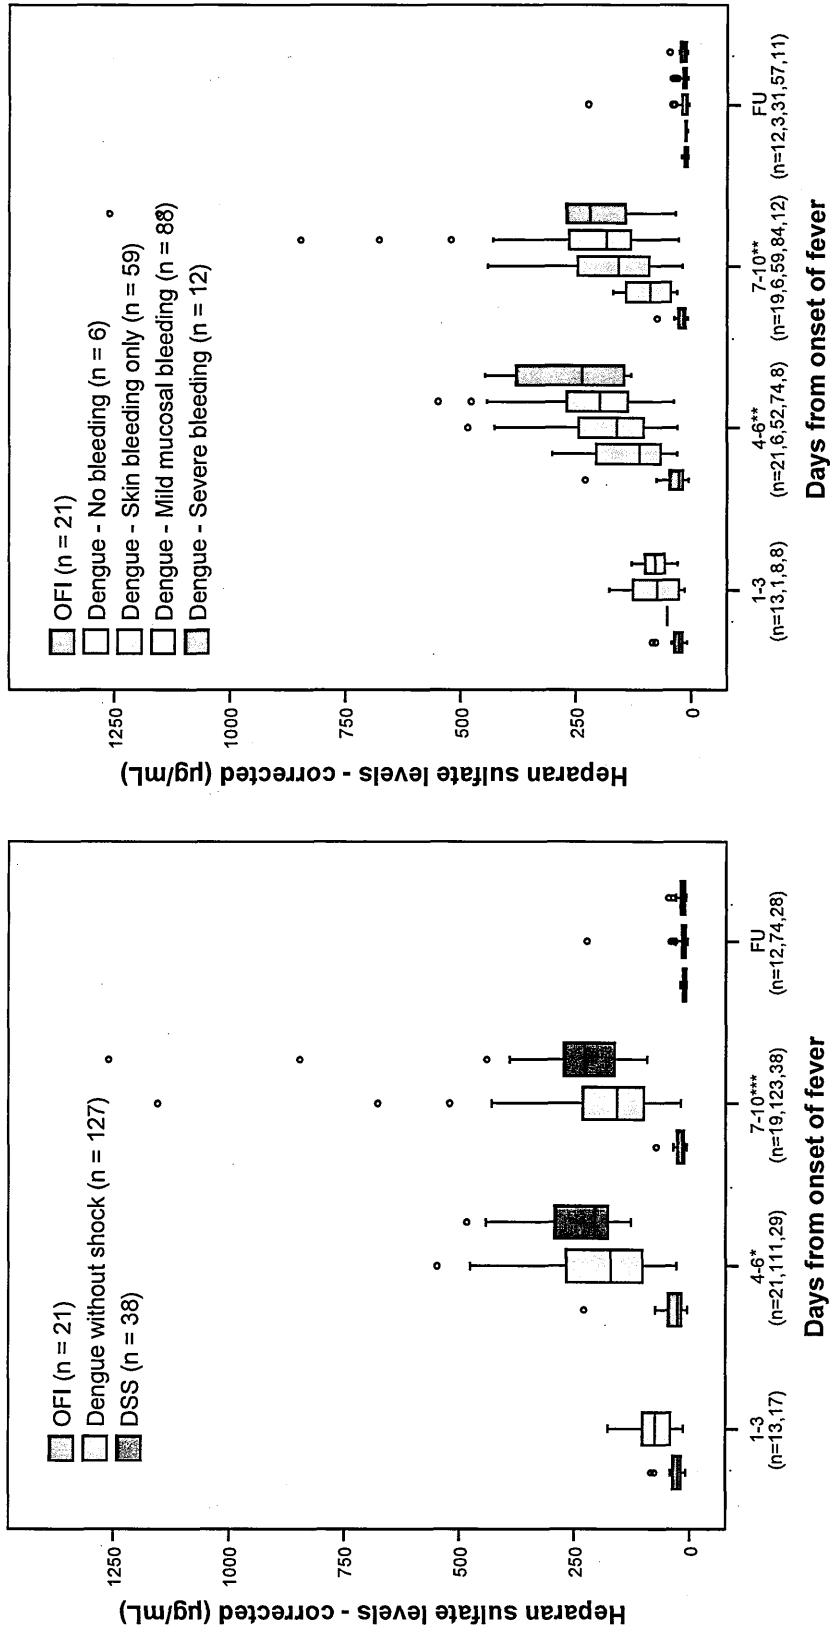 Heparan sulfate levels - corrected (µg/mL)
1250
1000
750
500
250
0
OFI (n = 21)
Dengue without shock (n = 127)
DSS (n = 38)
1-3
(n=13,17)
4-6*
(n=21,111,29)
7-10***
(n=19,123,38)
FU
(n=12,74,28)
Days from onset of fever
Heparan sulfate levels - corrected (µg/mL)
1250
1000
750
500
250
0
OFI (n = 21)
Dengue - No bleeding (n = 6)
Dengue - Skin bleeding only (n = 59)
Dengue - Mild mucosal bleeding (n = 88)
Dengue - Severe bleeding (n = 12)
1-3
(n=13,1,8,8)
4-6**
(n=21,6,52,74,8)
7-10**
(n=19,6,59,84,12)
FU
(n=12,3,31,57,11)
Days from onset of fever